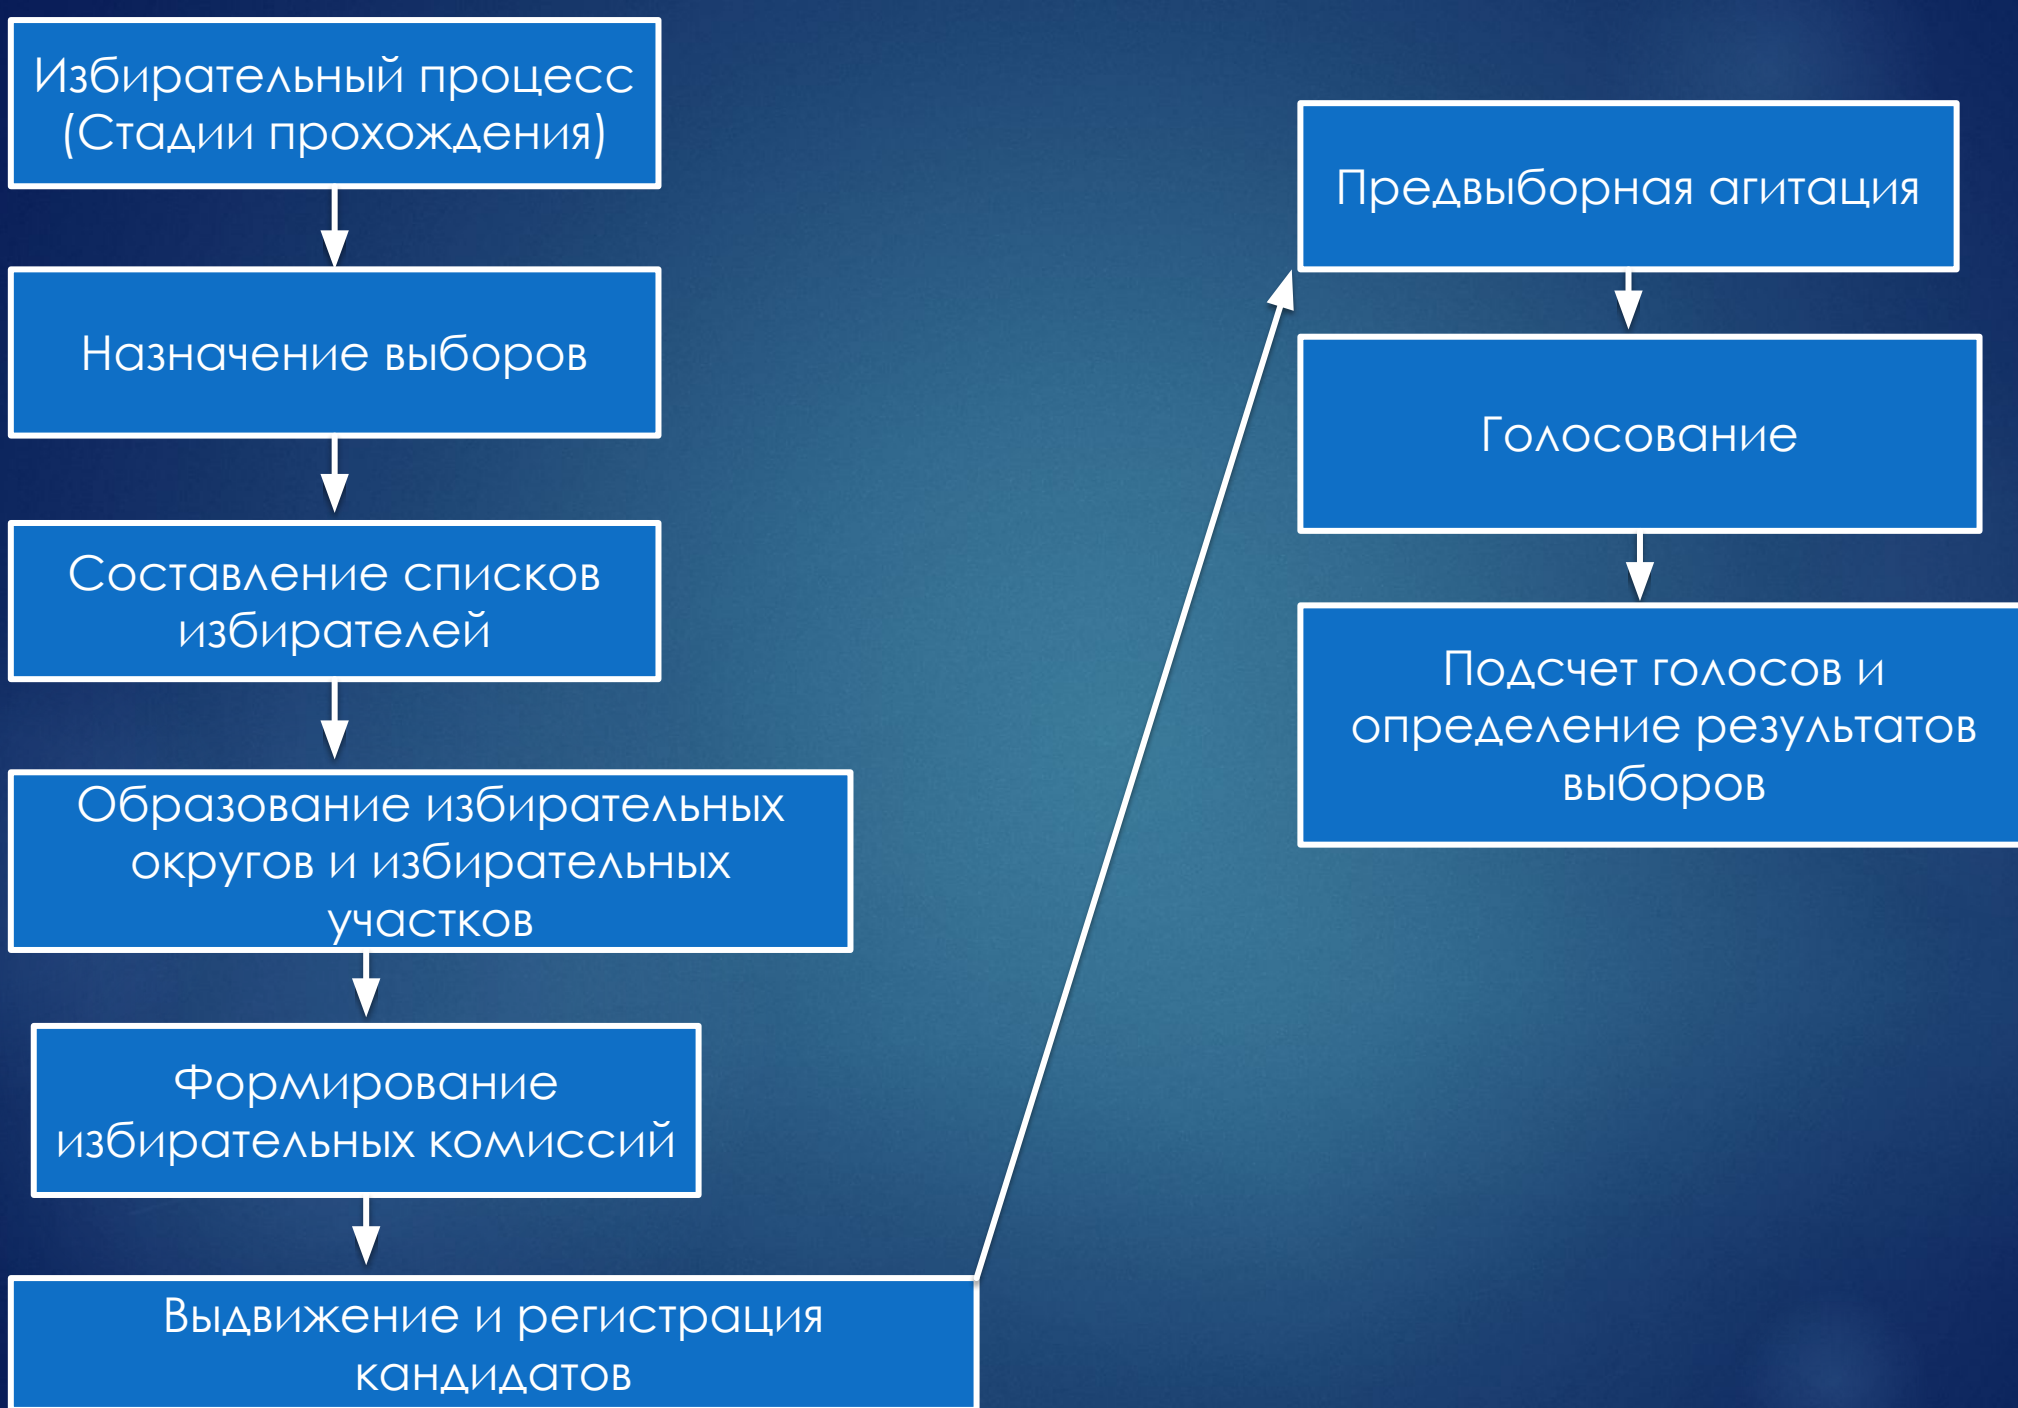 Избирательный процесс
(Стадии прохождения)
Назначение выборов
Составление списков
избирателей
Образование избирательных
округов и избирательных
участков
Формирование
избирательных комиссий
Выдвижение и регистрация
кандидатов
Предвыборная агитация
Голосование
Подсчет голосов и
определение результатов
выборов